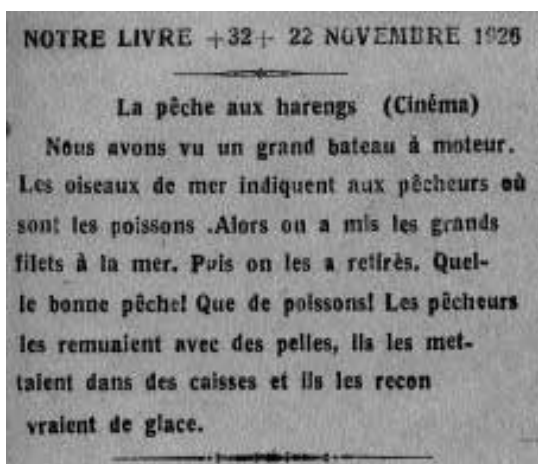 NOTRE LIVRE +32+ 22 NOVEMBRE 1926
La pêche aux harengs (Cinéma)
Nous avons vu un grand bateau à moteur.
Les oiseaux de mer indiquent aux pêcheurs où
sont les poissons .Alors on a mis les grands
filets à la mer. Puis on les a retirès. Quel-
le bonne pêche! Que de poissons! Les pêcheurs
les remuaient avec des pelles, ils les met-
taient dans des caisses et ils les recon
vraient de glace.